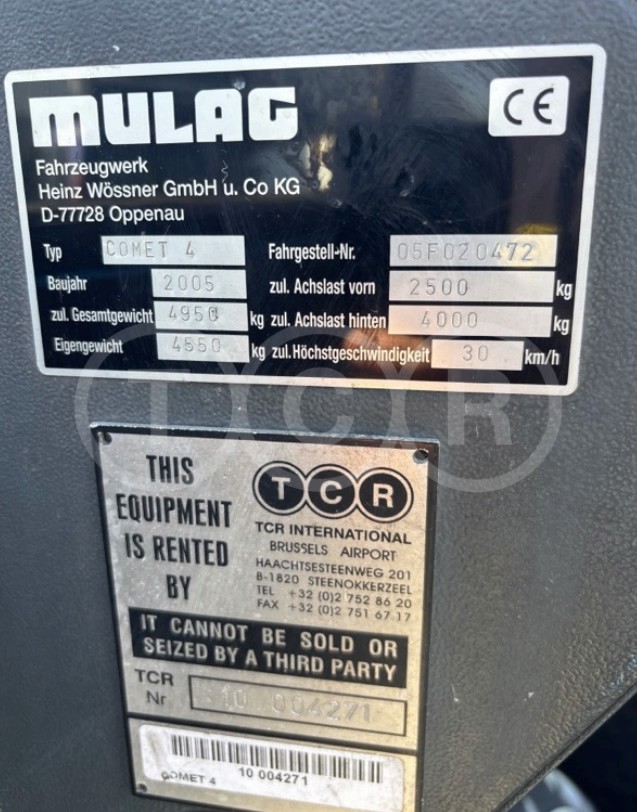 MULAG
CE
Fahrzeugwerk
Heinz Wössner GmbH u. Co KG
D-77728 Oppenau
Typ COMET 4 Fahrgestell-Nr. 05F020472
Baujahr 2005 zul. Achslast vorn 2500 kg
zul. Gesamtgewicht 4950 kg zul. Achslast hinten 4000 kg
Eigengewicht 4550 kg zul. Höchstgeschwindigkeit 30 km/h
TCR
THIS
EQUIPMENT
IS RENTED
BY
TCR
TCR INTERNATIONAL
BRUSSELS AIRPORT
HAACHTSESTEENWEG 201
B-1820 STEENOKKERZEEL
TEL +32 (0)2 752 86 20
FAX +32 (0)2 751 67 17
IT CANNOT BE SOLD OR
SEIZED BY A THIRD PARTY
TCR
Nr 10 004271
COMET 4 10 004271